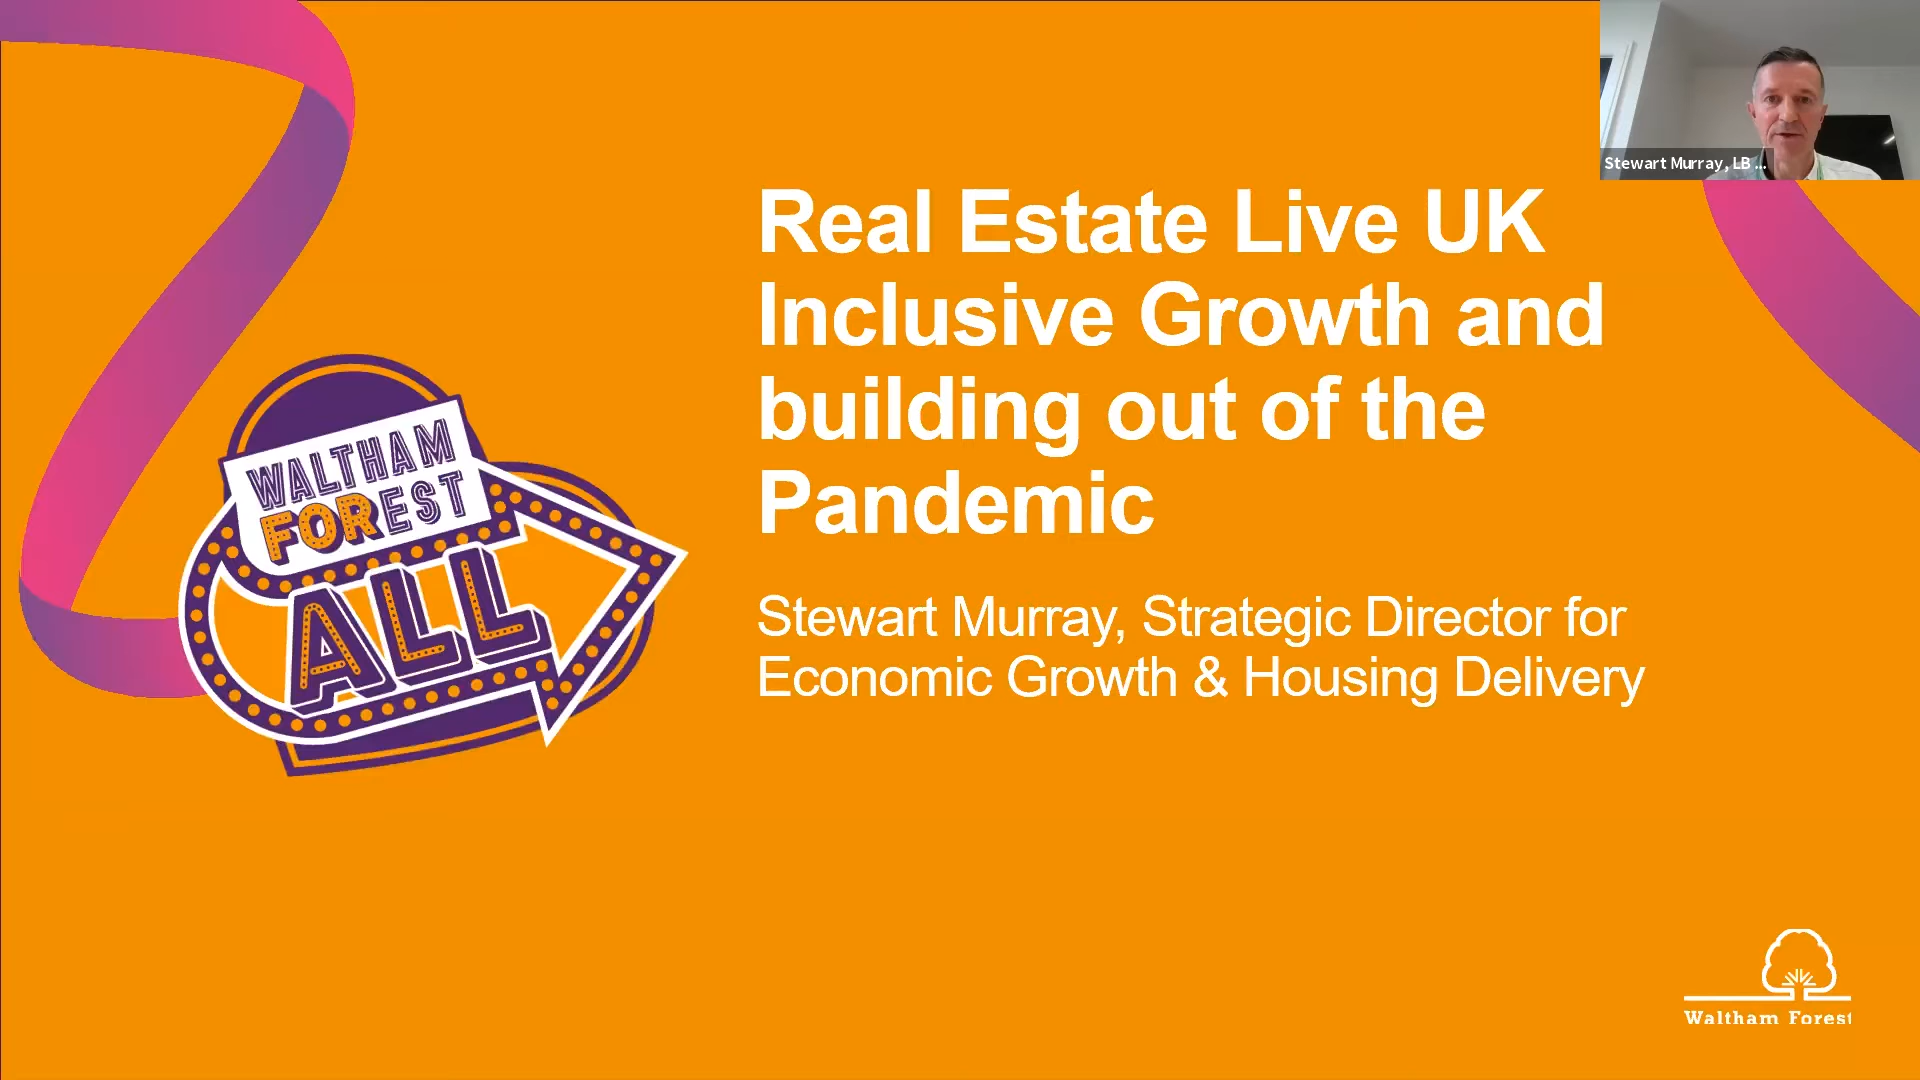 Stewart Murray, LB ...
Real Estate Live UK
Inclusive Growth and
building out of the
Pandemic
Stewart Murray, Strategic Director for
Economic Growth & Housing Delivery
WALTHAM
FOREST
ALL
Waltham Forest